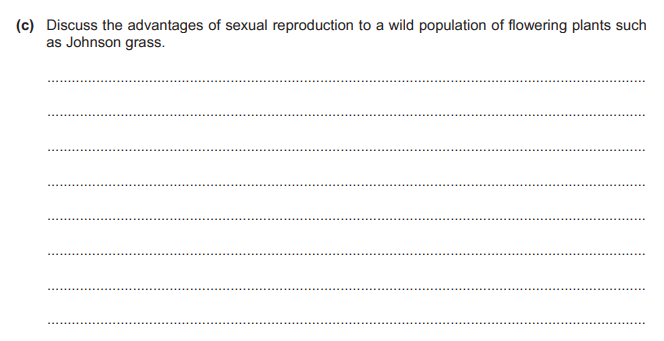 (c) Discuss the advantages of sexual reproduction to a wild population of flowering plants such
as Johnson grass.